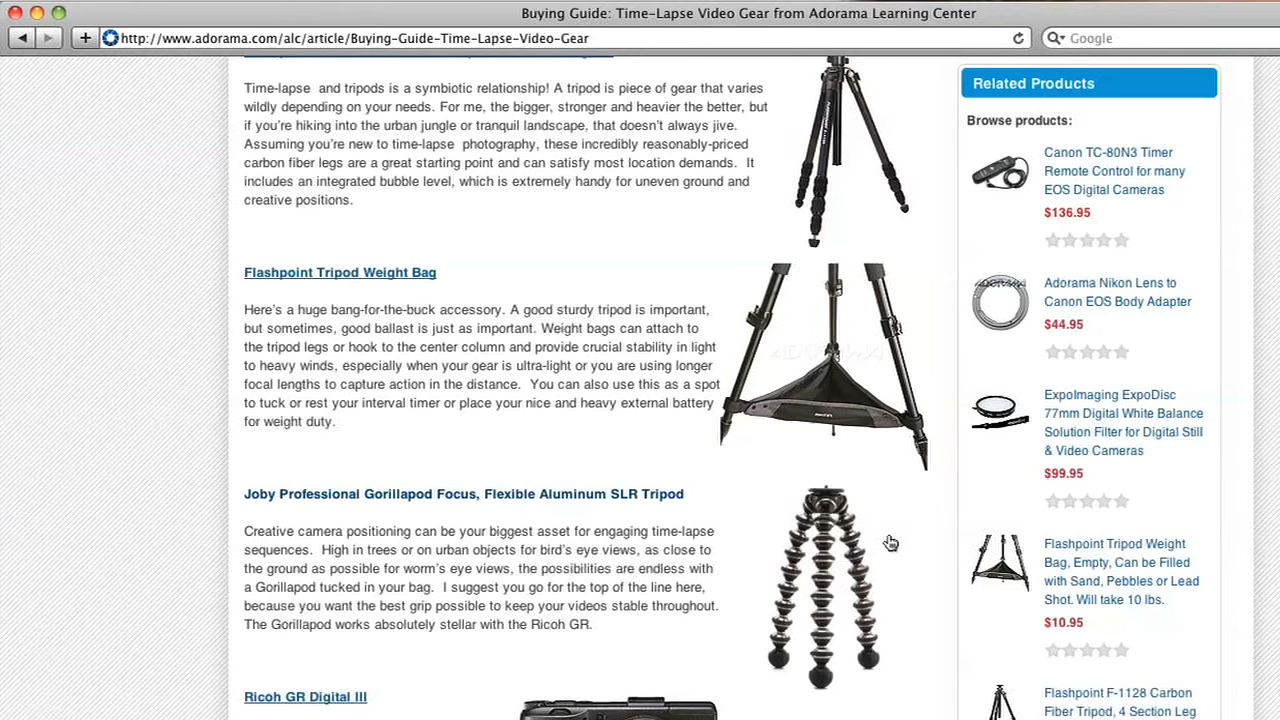 Buying Guide: Time-Lapse Video Gear from Adorama Learning Center
http://www.adorama.com/alc/article/Buying-Guide-Time-Lapse-Video-Gear
Google
Time-lapse and tripods is a symbiotic relationship! A tripod is piece of gear that varies
wildly depending on your needs. For me, the bigger, stronger and heavier the better, but
if you're hiking into the urban jungle or tranquil landscape, that doesn't always jive.
Assuming you're new to time-lapse photography, these incredibly reasonably-priced
carbon fiber legs are a great starting point and can satisfy most location demands. It
includes an integrated bubble level, which is extremely handy for uneven ground and
creative positions.
Flashpoint Tripod Weight Bag
Here's a huge bang-for-the-buck accessory. A good sturdy tripod is important,
but sometimes, good ballast is just as important. Weight bags can attach to
the tripod legs or hook to the center column and provide crucial stability in light
to heavy winds, especially when your gear is ultra-light or you are using longer
focal lengths to capture action in the distance. You can also use this as a spot
to tuck or rest your interval timer or place your nice and heavy external battery
for weight duty.
ADORAMA
Joby Professional Gorillapod Focus, Flexible Aluminum SLR Tripod
Creative camera positioning can be your biggest asset for engaging time-lapse
sequences. High in trees or on urban objects for bird's eye views, as close to
the ground as possible for worm's eye views, the possibilities are endless with
a Gorillapod tucked in your bag. I suggest you go for the top of the line here,
because you want the best grip possible to keep your videos stable throughout.
The Gorillapod works absolutely stellar with the Ricoh GR.
Ricoh GR Digital III
Related Products
Browse products:
Canon TC-80N3 Timer
Remote Control for many
EOS Digital Cameras
$136.95
ADORAMA
Adorama Nikon Lens to
Canon EOS Body Adapter
$44.95
ExpoImaging ExpoDisc
77mm Digital White Balance
Solution Filter for Digital Still
& Video Cameras
$99.95
Flashpoint Tripod Weight
Bag, Empty, Can be Filled
with Sand, Pebbles or Lead
Shot. Will take 10 lbs.
$10.95
Flashpoint F-1128 Carbon
Fiber Tripod, 4 Section Leg